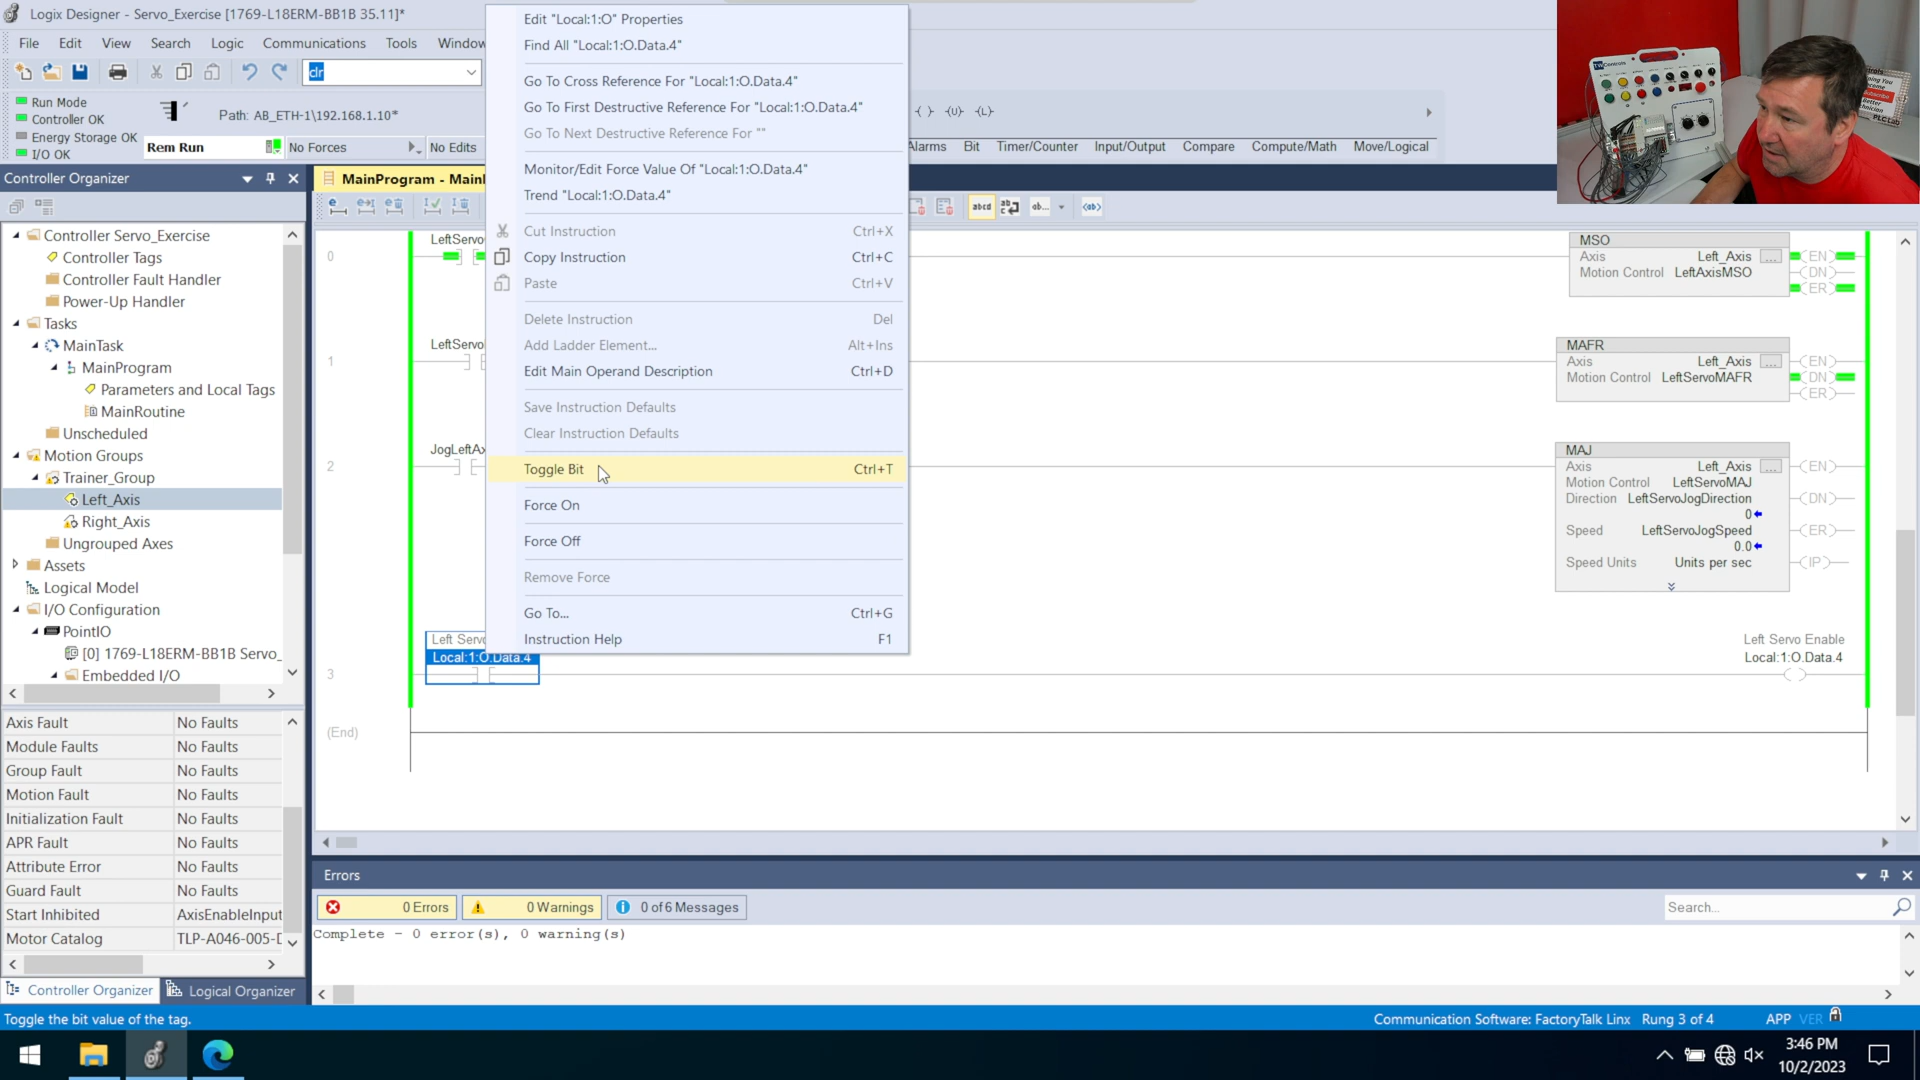 Logix Designer - Servo_Exercise [1769-L18ERM-BB1B 35.11]*
File Edit View Search Logic Communications Tools Window
clr
Run Mode
Controller OK
Energy Storage OK
I/O OK
Path: AB_ETH-1\192.168.1.10*
Rem Run No Forces No Edits
Alarms Bit Timer/Counter Input/Output Compare Compute/Math Move/Logical
Controller Organizer
Controller Servo_Exercise
Controller Tags
Controller Fault Handler
Power-Up Handler
Tasks
MainTask
MainProgram
Parameters and Local Tags
MainRoutine
Unscheduled
Motion Groups
Trainer_Group
Left_Axis
Right_Axis
Ungrouped Axes
Assets
Logical Model
I/O Configuration
PointIO
[0] 1769-L18ERM-BB1B Servo_
Embedded I/O
Axis Fault No Faults
Module Faults No Faults
Group Fault No Faults
Motion Fault No Faults
Initialization Fault No Faults
APR Fault No Faults
Attribute Error No Faults
Guard Fault No Faults
Start Inhibited AxisEnableInput
Motor Catalog TLP-A046-005-D
Controller Organizer Logical Organizer
Edit "Local:1:O" Properties
Find All "Local:1:O.Data.4"
Go To Cross Reference For "Local:1:O.Data.4"
Go To First Destructive Reference For "Local:1:O.Data.4"
Go To Next Destructive Reference For ""
Monitor/Edit Force Value Of "Local:1:O.Data.4"
Trend "Local:1:O.Data.4"
Cut Instruction Ctrl+X
Copy Instruction Ctrl+C
Paste Ctrl+V
Delete Instruction Del
Add Ladder Element... Alt+Ins
Edit Main Operand Description Ctrl+D
Save Instruction Defaults
Clear Instruction Defaults
Toggle Bit Ctrl+T
Force On
Force Off
Remove Force
Go To... Ctrl+G
Instruction Help F1
MainProgram - Main
abcd
ab...
<ab>
(U) (L)
0
LeftServo
MSO
Axis Left_Axis ...
Motion Control LeftAxisMSO
EN
DN
ER
1
LeftServo
MAFR
Axis Left_Axis ...
Motion Control LeftServoMAFR
EN
DN
ER
2
JogLeftAx
MAJ
Axis Left_Axis ...
Motion Control LeftServoMAJ
Direction LeftServoJogDirection
0
Speed LeftServoJogSpeed
0.0
Speed Units Units per sec
EN
DN
ER
IP
3
Left Serv
Local:1:O.Data.4
Left Servo Enable
Local:1:O.Data.4
(End)
Errors
0 Errors 0 Warnings 0 of 6 Messages
Search...
Complete - 0 error(s), 0 warning(s)
Toggle the bit value of the tag.
Communication Software: FactoryTalk Linx Rung 3 of 4 APP VER
3:46 PM
10/2/2023